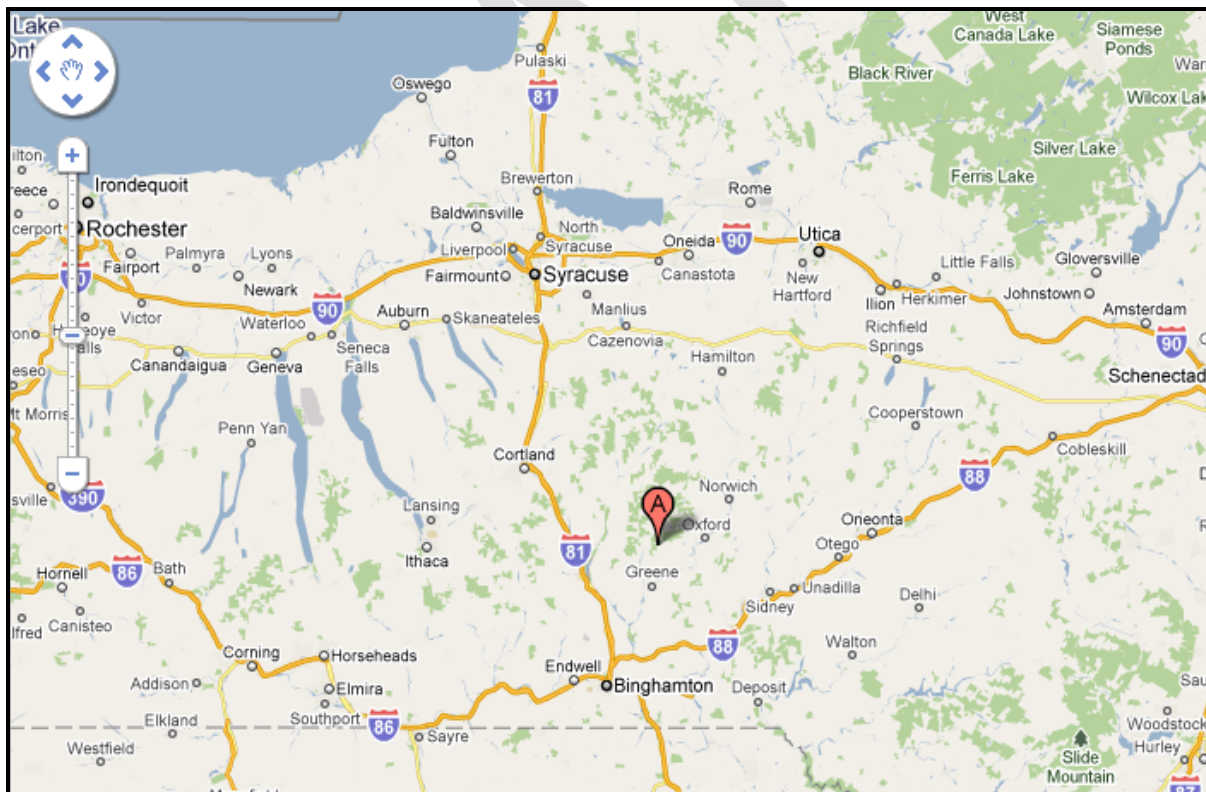 Lake
West
Canada Lake
Siamese
Ponds
Pulaski
Black River
Oswego
81
Wilcox Lak
Fulton
Silver Lake
+
Irondequoit
Brewerton
Rome
Ferris Lake
Rochester
Baldwinsville
North
Syracuse
Utica
90
Oneida
Liverpool
Palmyra
Lyons
Fairport
Fairmount
Syracuse
Canastota
Little Falls
Gloversville
New
Hartford
Newark
Ilion
Herkimer
Johnstown
Victor
90
Auburn
Skaneateles
Manlius
Amsterdam
Waterloo
Cazenovia
Richfield
Springs
90
Seneca
Falls
Hamilton
Canandaigua
Geneva
Schenectad
Mt Morris
Cooperstown
Penn Yan
Cobleskill
Cortland
88
−
390
Norwich
A
Lansing
Oxford
Oneonta
Ithaca
81
Otego
86
Bath
Hornell
Greene
Unadilla
Sidney
Delhi
Canisteo
lfred
88
Walton
Corning
Horseheads
Endwell
Binghamton
Addison
Elmira
Deposit
Southport
86
Elkland
Sayre
Woodstock
Westfield
Hurley
Slide
Mountain
87